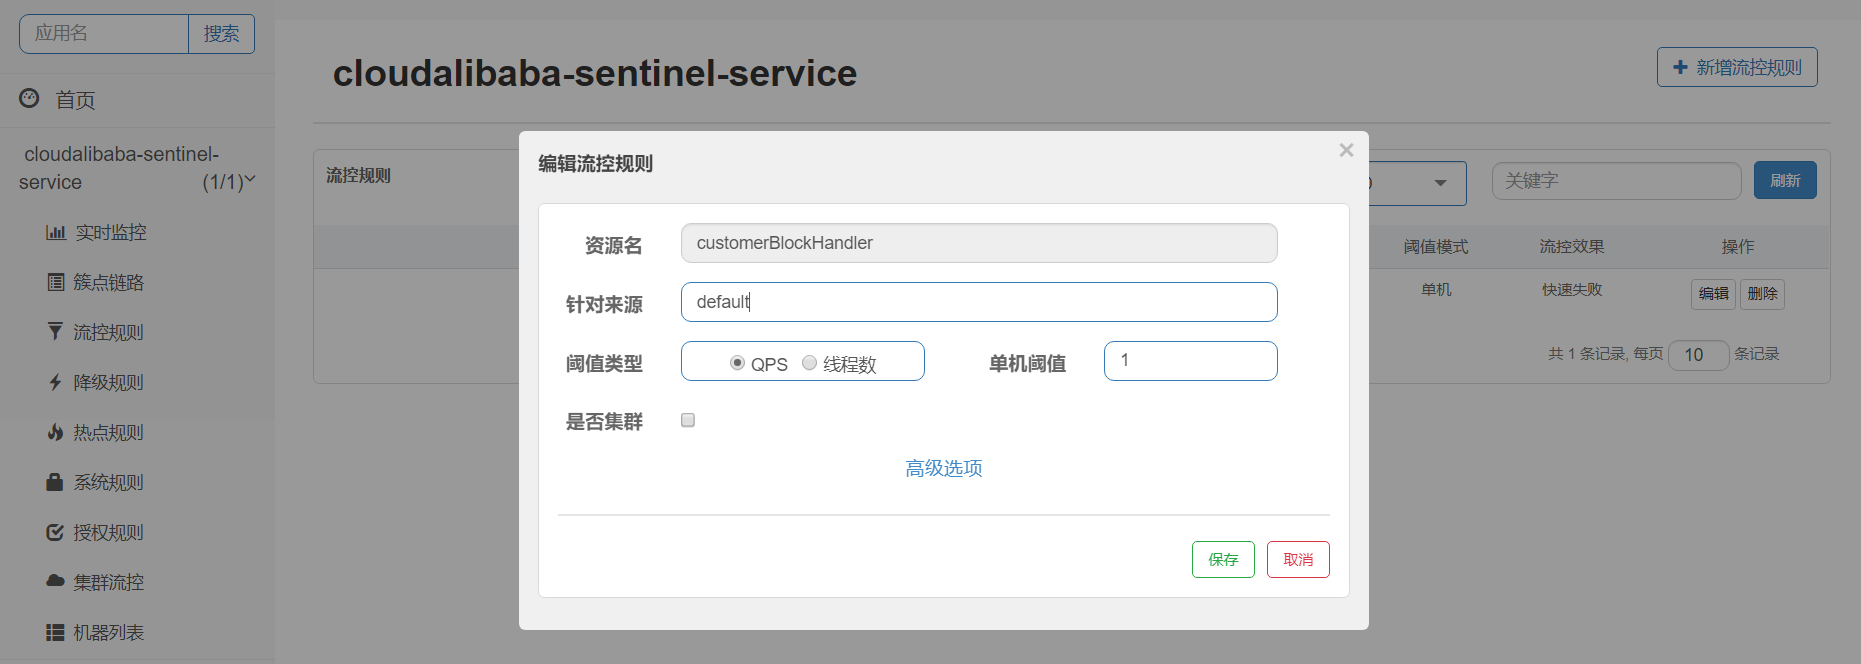 应用名 搜索
cloudalibaba-sentinel-service
新增流控规则
首页
cloudalibaba-sentinel-
service (1/1)
实时监控
簇点链路
流控规则
降级规则
热点规则
系统规则
授权规则
集群流控
机器列表
流控规则
关键字 刷新
阈值模式 流控效果 操作
单机 快速失败 编辑 删除
共 1 条记录, 每页 10 条记录
编辑流控规则 ×
资源名 customerBlockHandler
针对来源 default
阈值类型 QPS 线程数 单机阈值 1
是否集群
高级选项
保存 取消